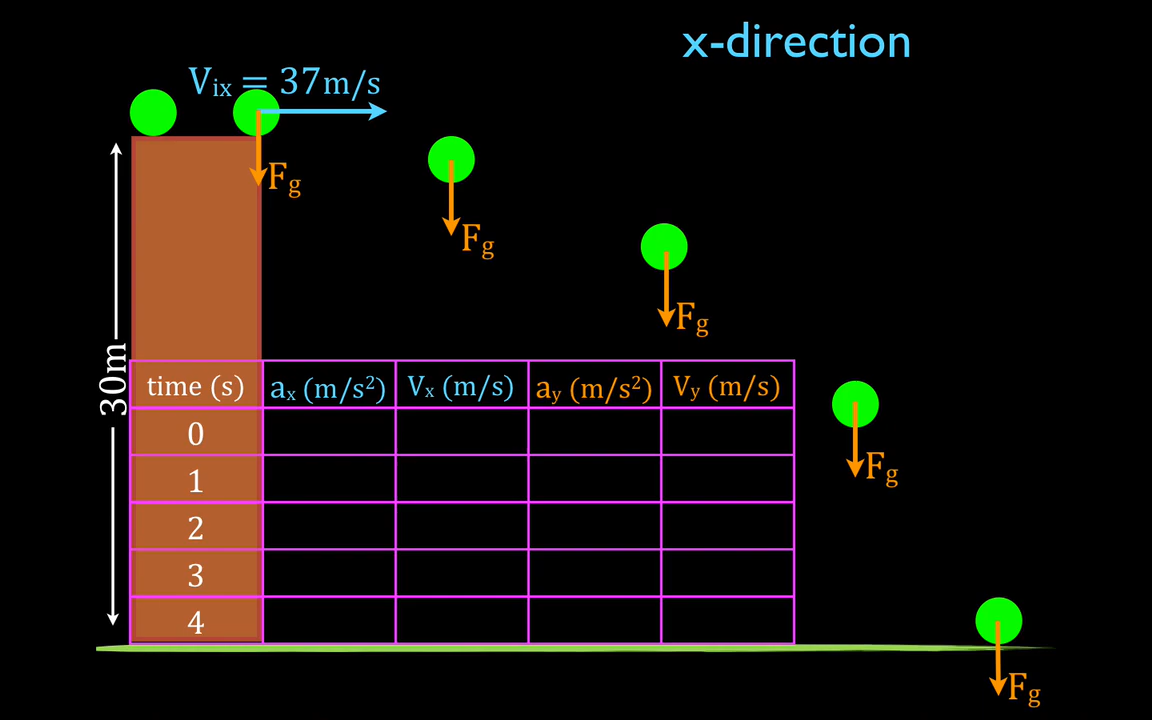 x-direction
Vix = 37m/s
Fg
Fg
Fg
30m
time (s) ax (m/s²) Vx (m/s) ay (m/s²) Vy (m/s)
0
1
Fg
2
3
4
Fg